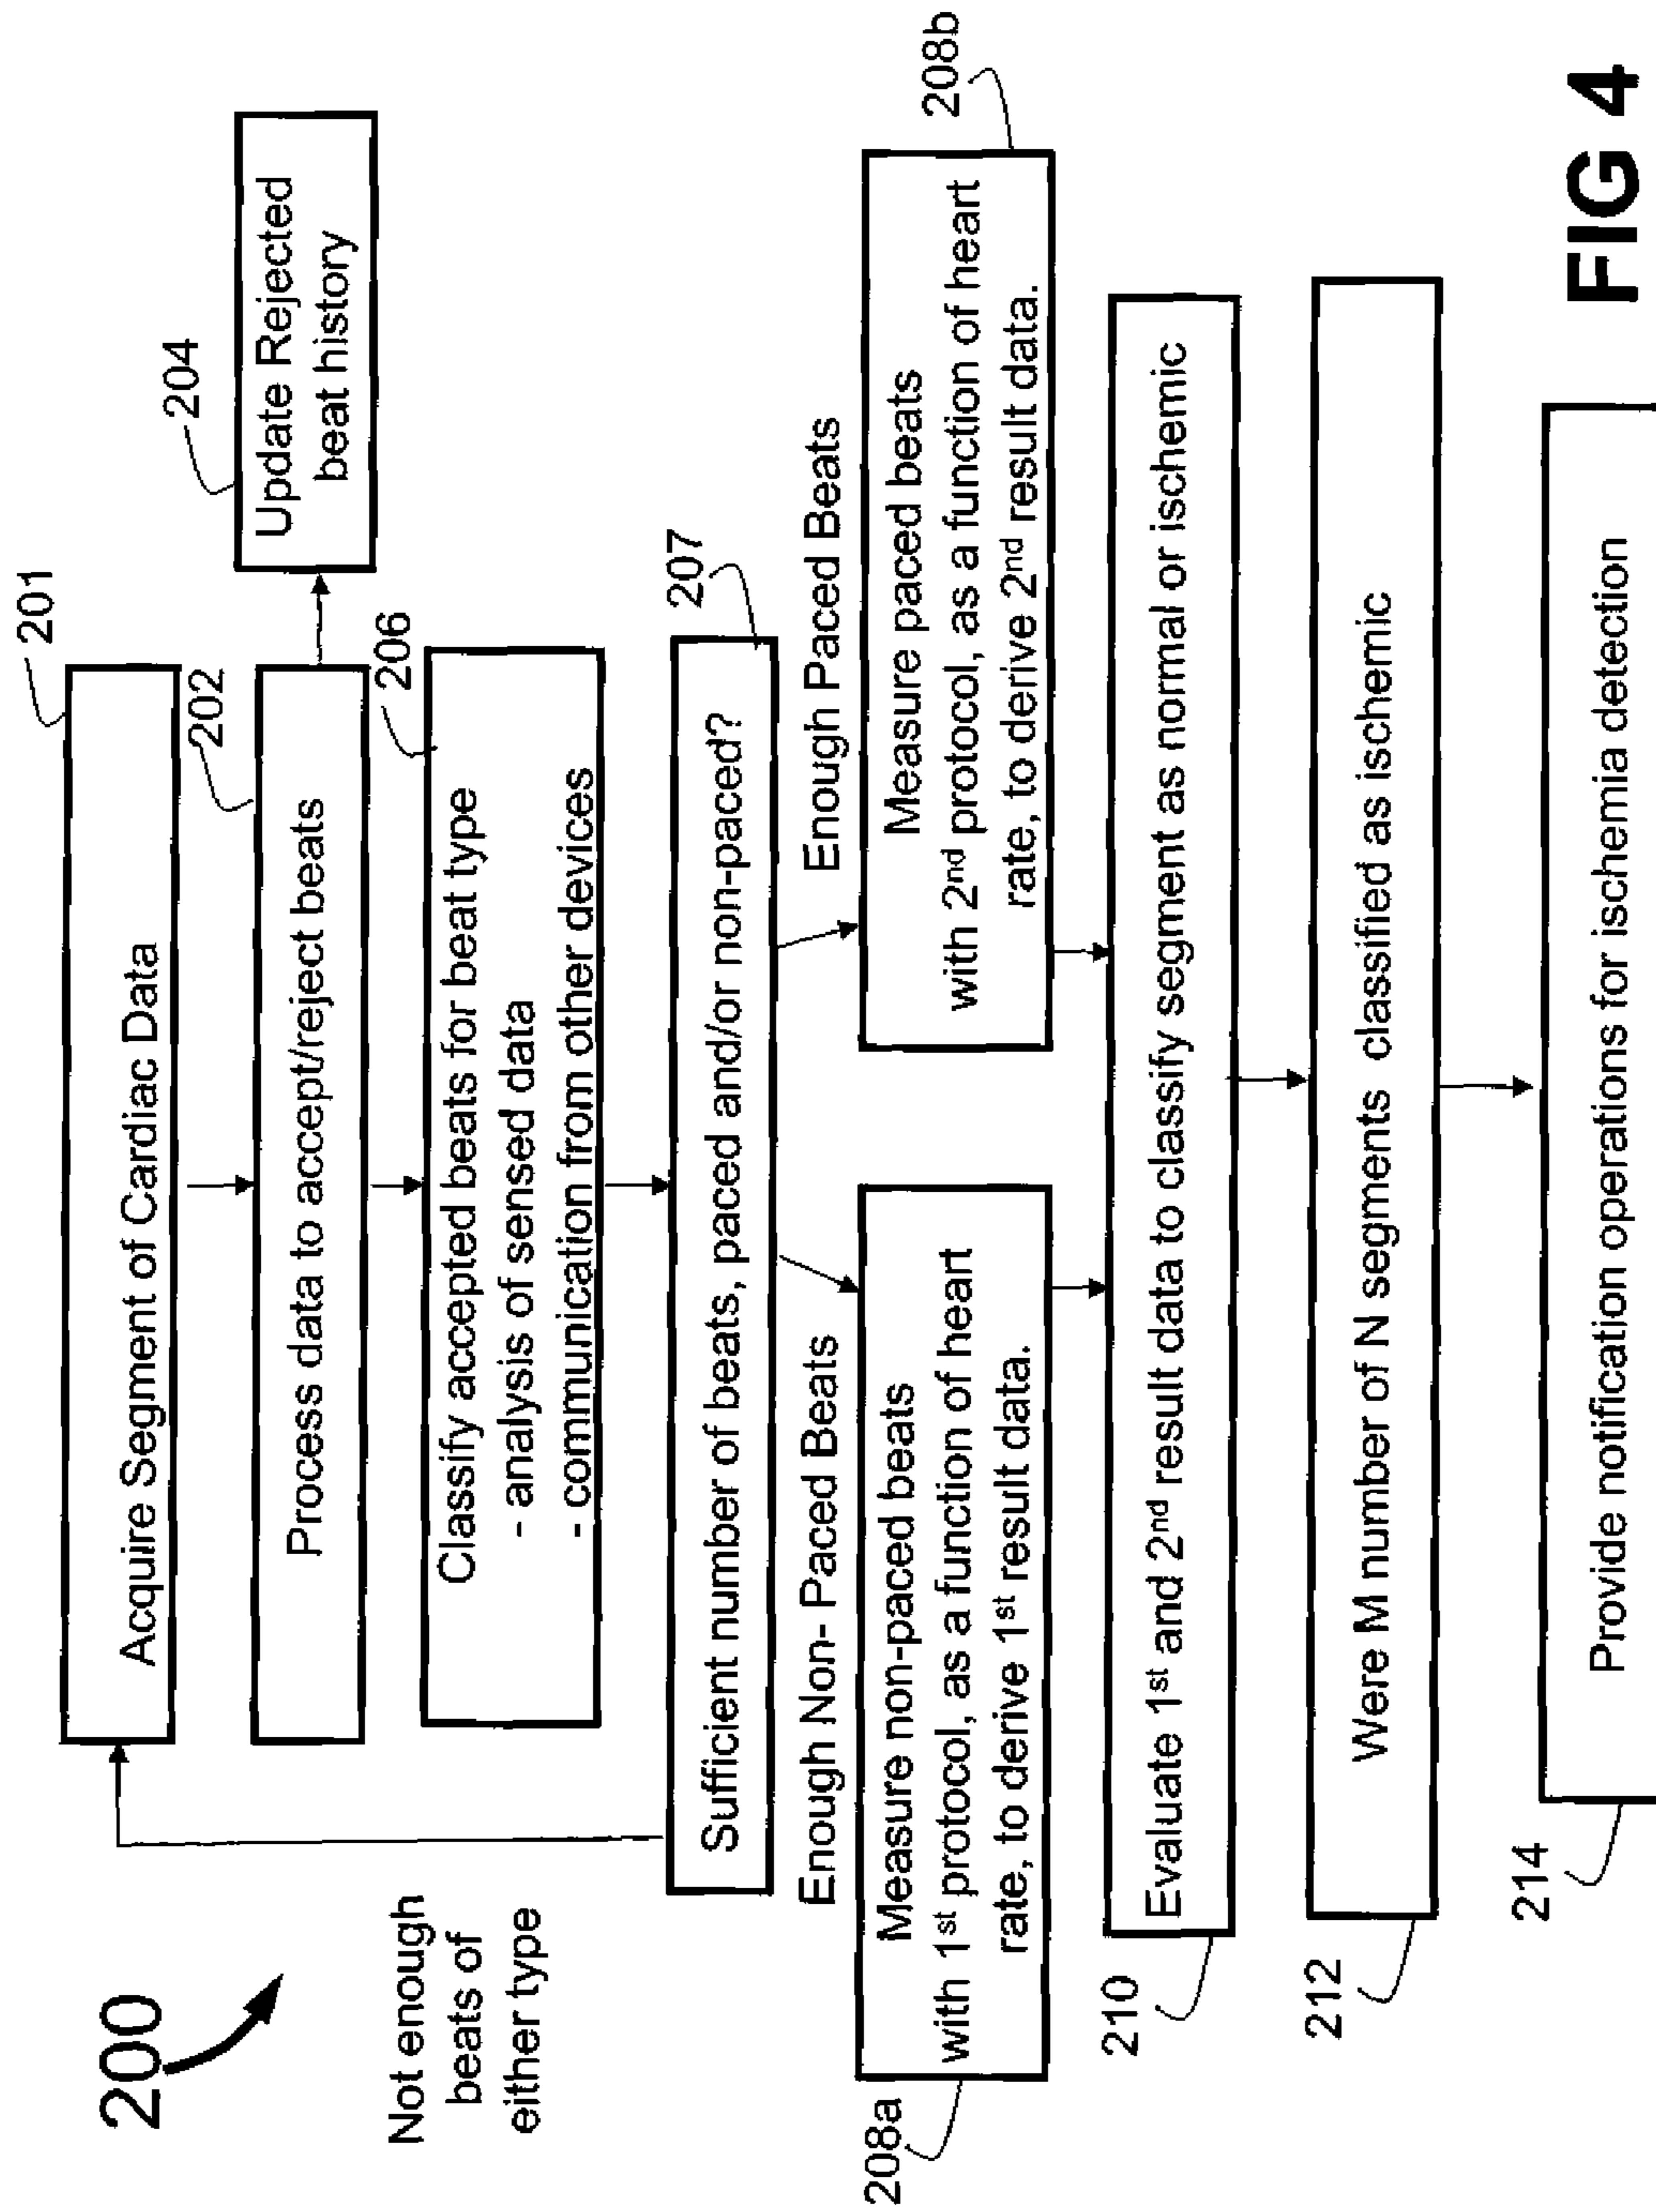 200
Acquire Segment of Cardiac Data
201
Process data to accept/reject beats
202
Update Rejected
beat history
204
Classify accepted beats for beat type
- analysis of sensed data
- communication from other devices
206
Not enough
beats of
either type
Sufficient number of beats, paced and/or non-paced?
207
Enough Non- Paced Beats
Enough Paced Beats
Measure non-paced beats
with 1st protocol, as a function of heart
rate, to derive 1st result data.
208a
Measure paced beats
with 2nd protocol, as a function of heart
rate, to derive 2nd result data.
208b
Evaluate 1st and 2nd result data to classify segment as normal or ischemic
210
Were M number of N segments classified as ischemic
212
Provide notification operations for ischemia detection
214
FIG 4